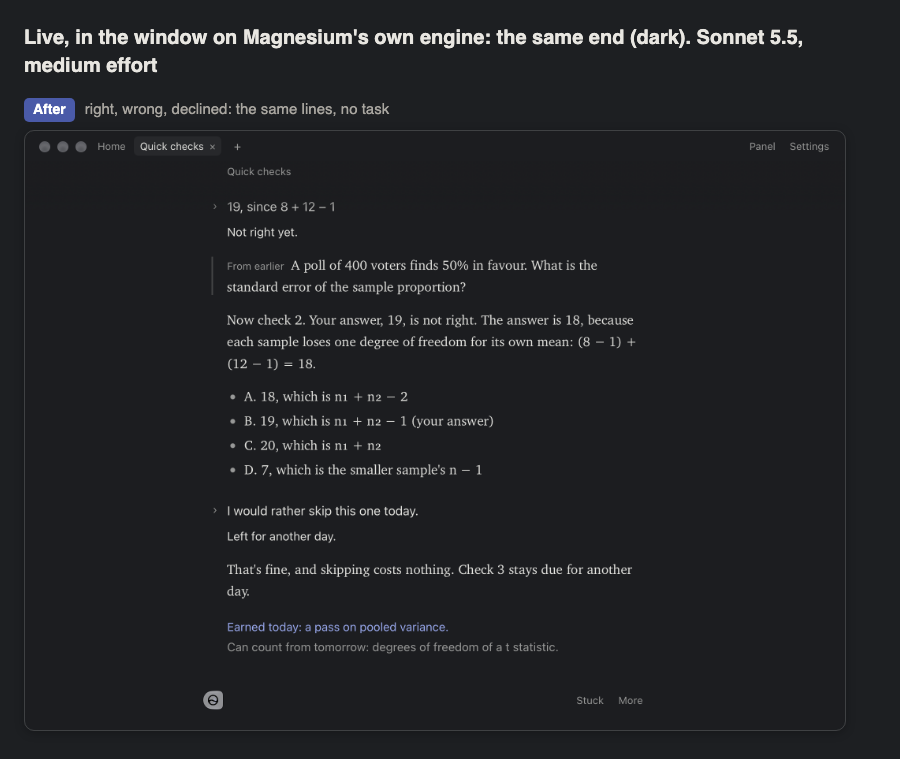 Live, in the window on Magnesium's own engine: the same end (dark). Sonnet 5.5,
medium effort
After right, wrong, declined: the same lines, no task
Home Quick checks × + Panel Settings
Quick checks
› 19, since 8 + 12 – 1
Not right yet.
From earlier A poll of 400 voters finds 50% in favour. What is the
standard error of the sample proportion?
Now check 2. Your answer, 19, is not right. The answer is 18, because
each sample loses one degree of freedom for its own mean: (8 − 1) +
(12 − 1) = 18.
• A. 18, which is n₁ + n₂ − 2
• B. 19, which is n₁ + n₂ − 1 (your answer)
• C. 20, which is n₁ + n₂
• D. 7, which is the smaller sample's n − 1
› I would rather skip this one today.
Left for another day.
That's fine, and skipping costs nothing. Check 3 stays due for another
day.
Earned today: a pass on pooled variance.
Can count from tomorrow: degrees of freedom of a t statistic.
Stuck More